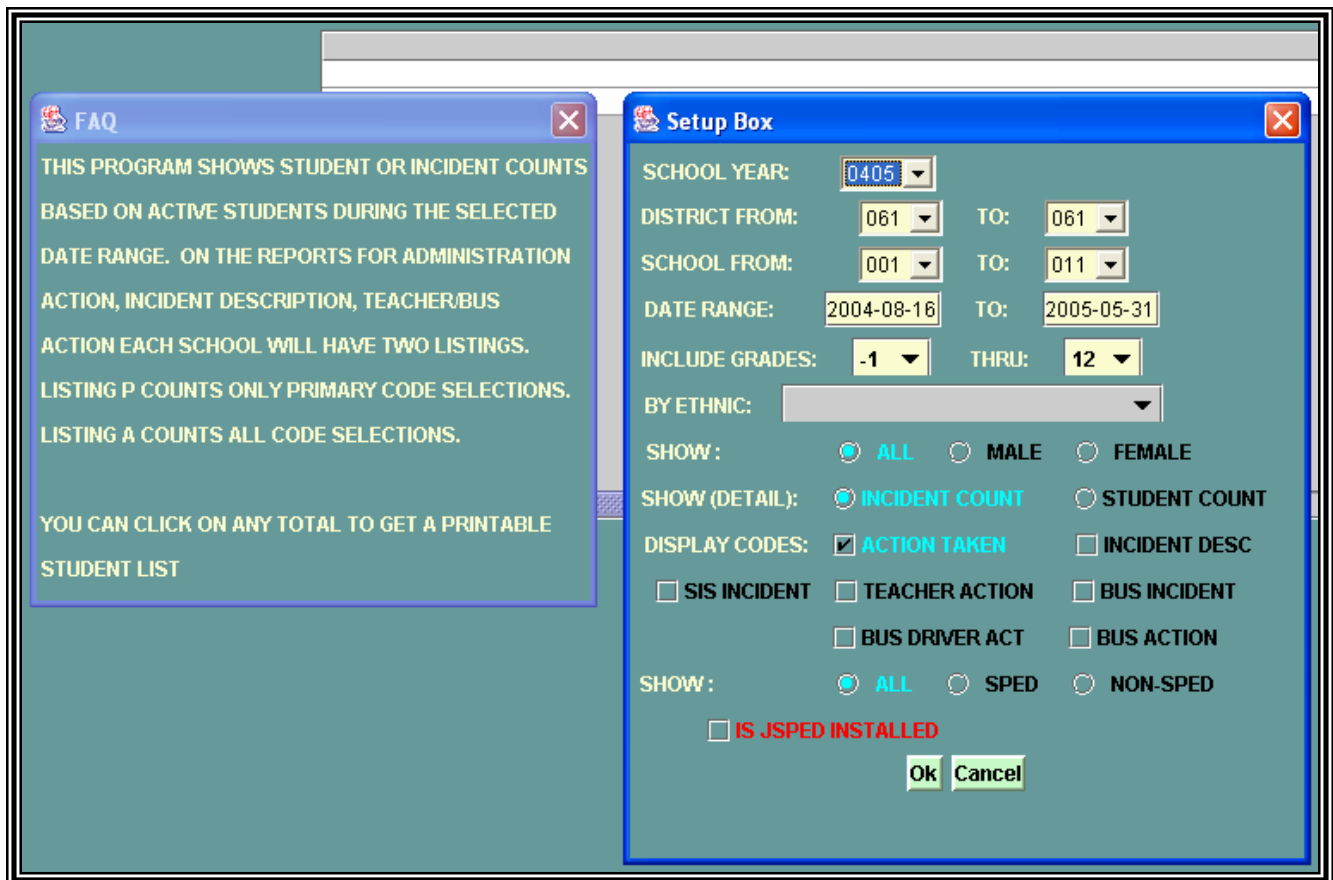 FAQ
THIS PROGRAM SHOWS STUDENT OR INCIDENT COUNTS
BASED ON ACTIVE STUDENTS DURING THE SELECTED
DATE RANGE. ON THE REPORTS FOR ADMINISTRATION
ACTION, INCIDENT DESCRIPTION, TEACHER/BUS
ACTION EACH SCHOOL WILL HAVE TWO LISTINGS.
LISTING P COUNTS ONLY PRIMARY CODE SELECTIONS.
LISTING A COUNTS ALL CODE SELECTIONS.
YOU CAN CLICK ON ANY TOTAL TO GET A PRINTABLE
STUDENT LIST
Setup Box
SCHOOL YEAR: 0405
DISTRICT FROM: 061 TO: 061
SCHOOL FROM: 001 TO: 011
DATE RANGE: 2004-08-16 TO: 2005-05-31
INCLUDE GRADES: -1 THRU: 12
BY ETHNIC:
SHOW : ALL MALE FEMALE
SHOW (DETAIL): INCIDENT COUNT STUDENT COUNT
DISPLAY CODES: ACTION TAKEN INCIDENT DESC
SIS INCIDENT TEACHER ACTION BUS INCIDENT
BUS DRIVER ACT BUS ACTION
SHOW : ALL SPED NON-SPED
IS JSPED INSTALLED
Ok Cancel